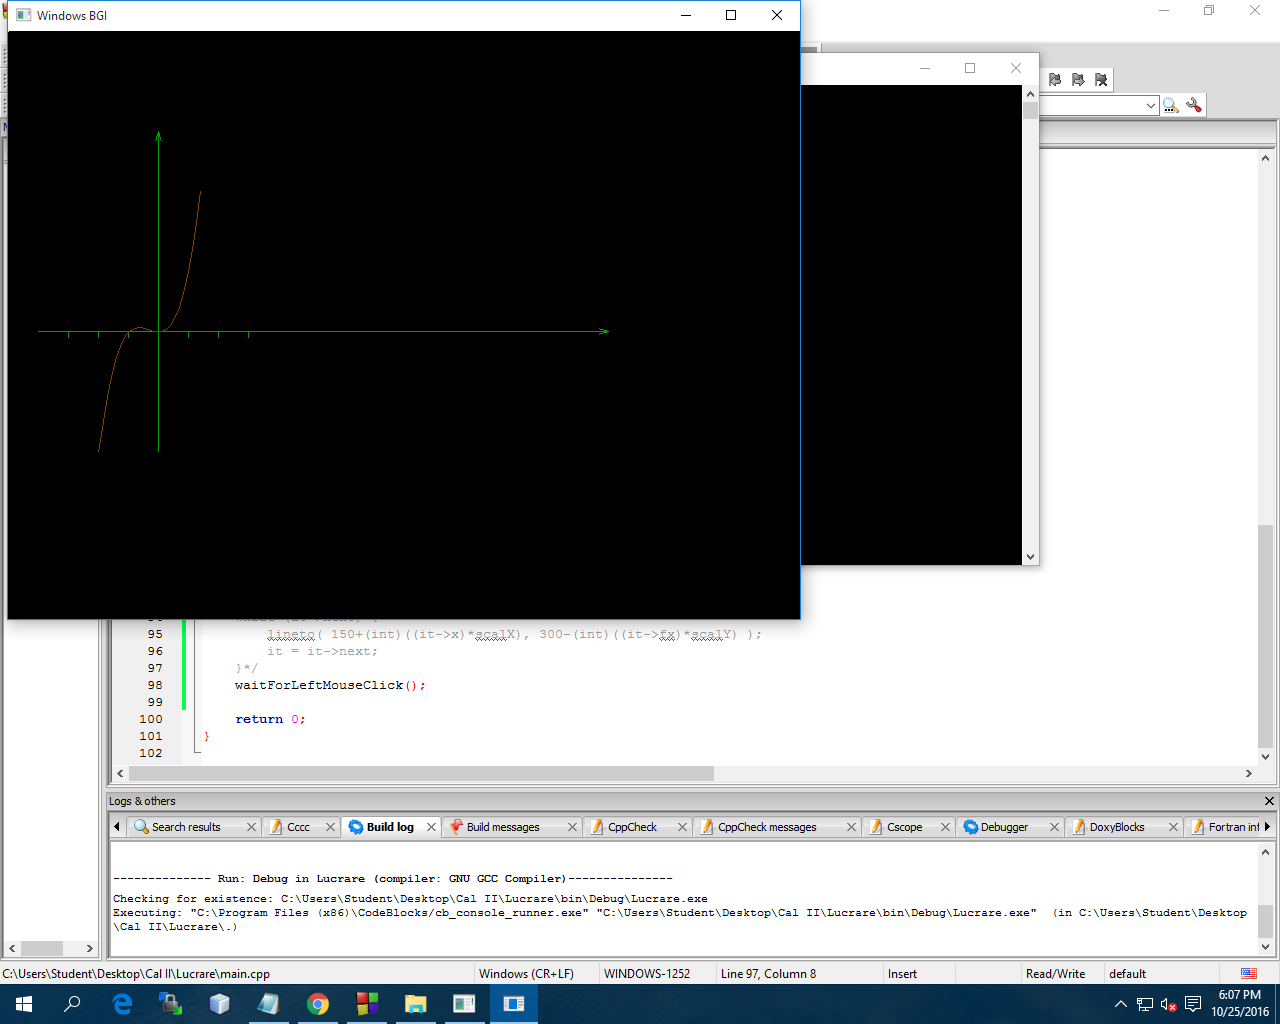 Windows BGI
95 lineto( 150+(int)((it->x)*scalX), 300-(int)((it->fx)*scalY) );
96 it = it->next;
97 }*/
98 waitForLeftMouseClick();
99
100 return 0;
101 }
102
Logs & others
Search results Cccc Build log Build messages CppCheck CppCheck messages Cscope Debugger DoxyBlocks Fortran inf
-------------- Run: Debug in Lucrare (compiler: GNU GCC Compiler)---------------
Checking for existence: C:\Users\Student\Desktop\Cal II\Lucrare\bin\Debug\Lucrare.exe
Executing: "C:\Program Files (x86)\CodeBlocks/cb_console_runner.exe" "C:\Users\Student\Desktop\Cal II\Lucrare\bin\Debug\Lucrare.exe"  (in C:\Users\Student\Desktop
\Cal II\Lucrare\.)
C:\Users\Student\Desktop\Cal II\Lucrare\main.cpp Windows (CR+LF) WINDOWS-1252 Line 97, Column 8 Insert Read/Write default
6:07 PM
10/25/2016